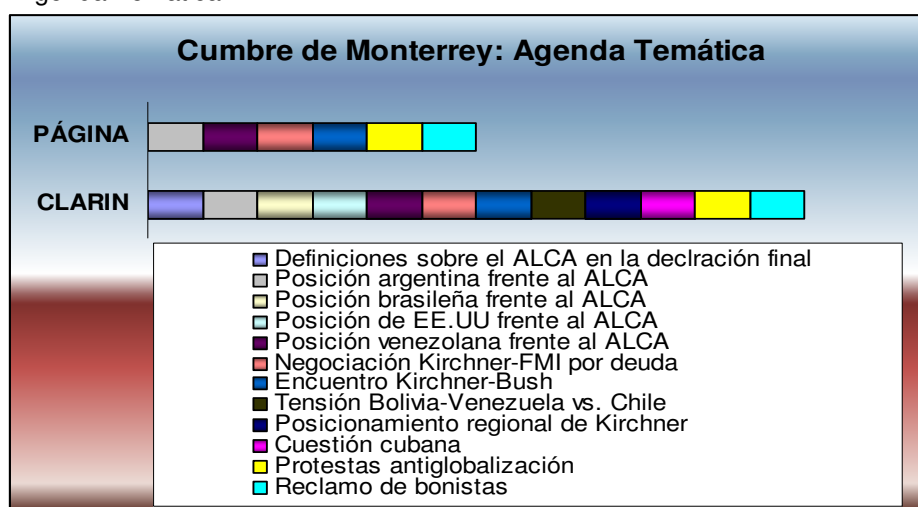 Cumbre de Monterrey: Agenda Temática
PÁGINA
CLARIN
Definiciones sobre el ALCA en la declración final
Posición argentina frente al ALCA
Posición brasileña frente al ALCA
Posición de EE.UU frente al ALCA
Posición venezolana frente al ALCA
Negociación Kirchner-FMI por deuda
Encuentro Kirchner-Bush
Tensión Bolivia-Venezuela vs. Chile
Posicionamiento regional de Kirchner
Cuestión cubana
Protestas antiglobalización
Reclamo de bonistas